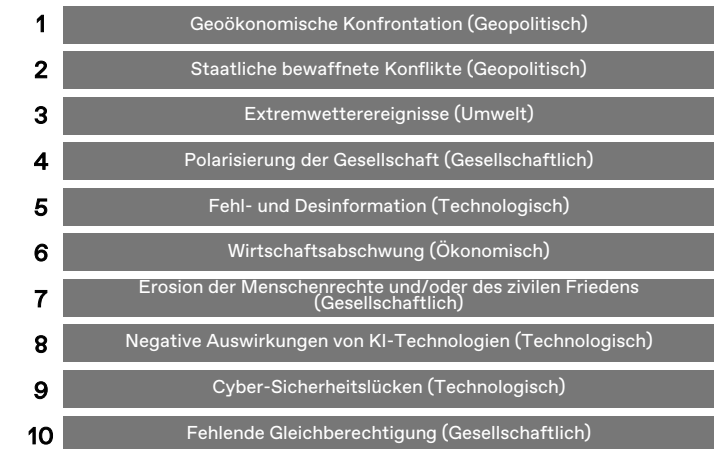 1 Geoökonomische Konfrontation (Geopolitisch)
2 Staatliche bewaffnete Konflikte (Geopolitisch)
3 Extremwetterereignisse (Umwelt)
4 Polarisierung der Gesellschaft (Gesellschaftlich)
5 Fehl- und Desinformation (Technologisch)
6 Wirtschaftsabschwung (Ökonomisch)
7 Erosion der Menschenrechte und/oder des zivilen Friedens
(Gesellschaftlich)
8 Negative Auswirkungen von KI-Technologien (Technologisch)
9 Cyber-Sicherheitslücken (Technologisch)
10 Fehlende Gleichberechtigung (Gesellschaftlich)